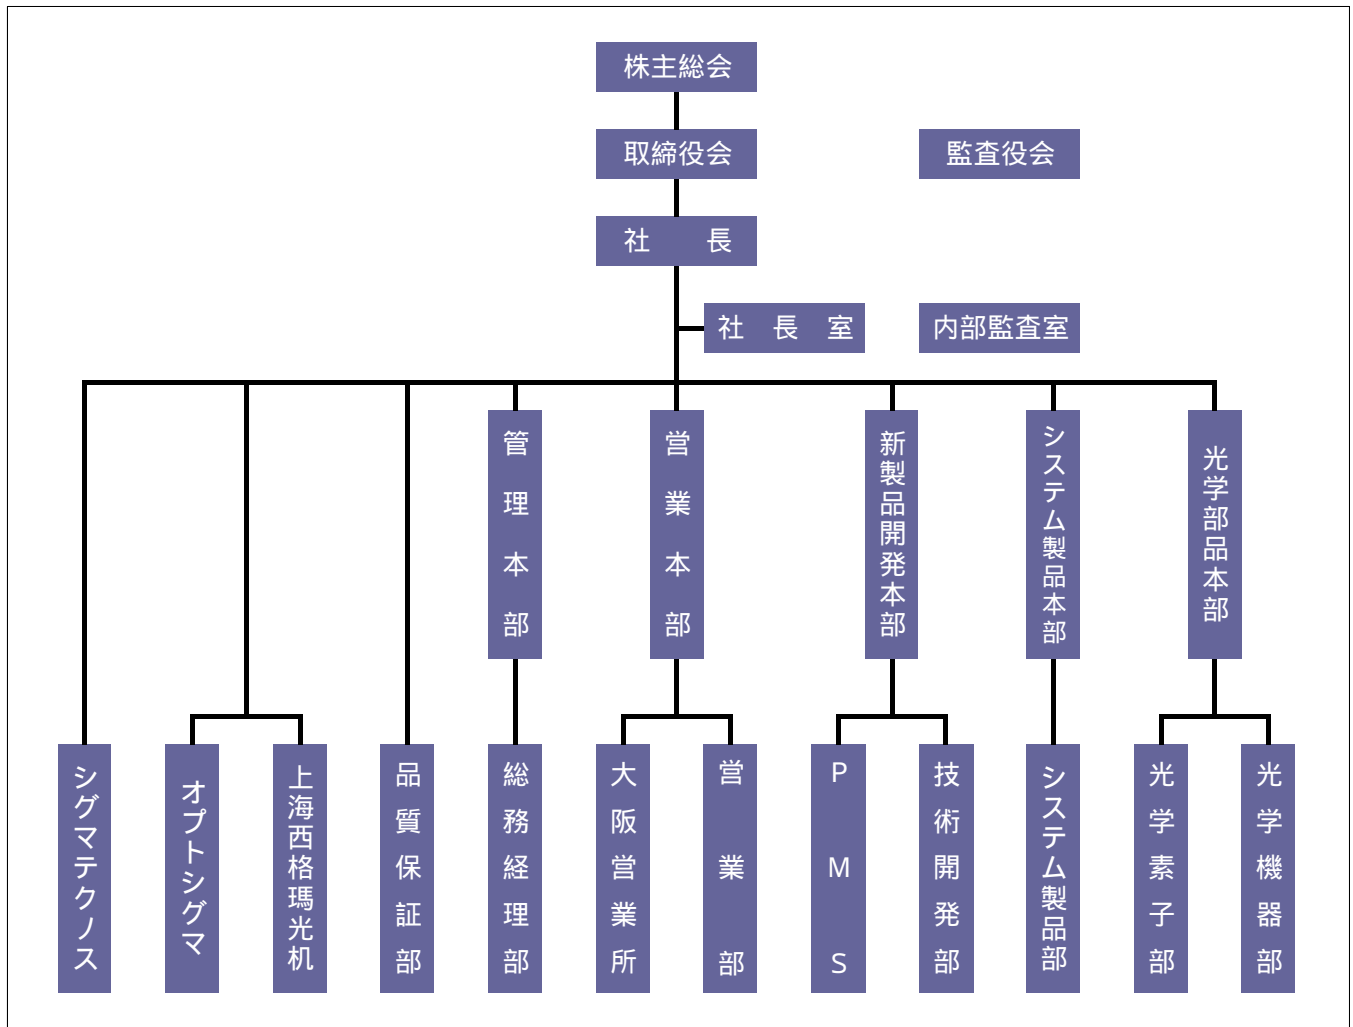 株主総会
取締役会
監査役会
社　　長
社　長　室
内部監査室
管理本部
営業本部
新製品開発本部
システム製品本部
光学部品本部
シグマテクノス
オプトシグマ
上海西格瑪光机
品質保証部
総務経理部
大阪営業所
営業部
PMS
技術開発部
システム製品部
光学素子部
光学機器部